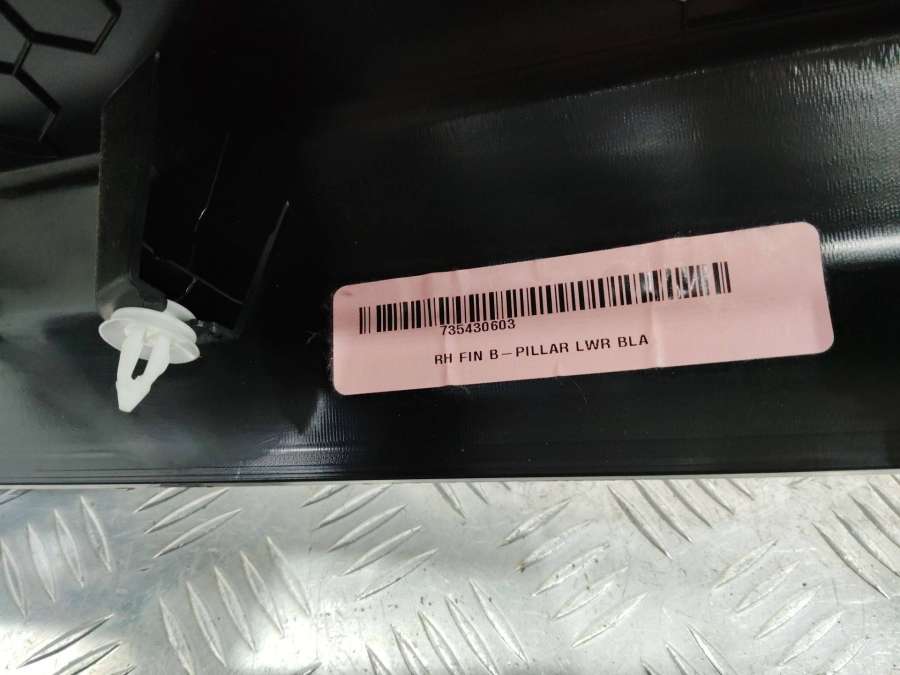 735430603
RH FIN B-PILLAR LWR BLA